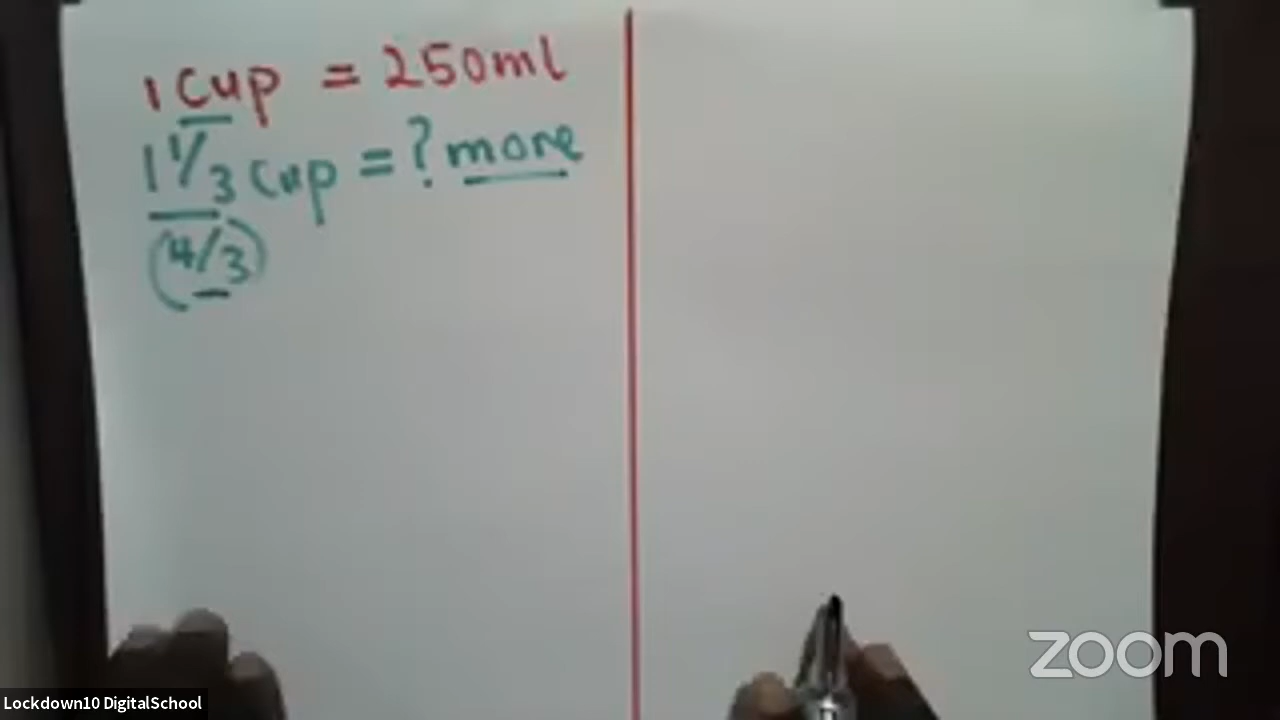 1 cup = 250ml
1 1/3 cup = ? more
(4/3)
zoom
Lockdown10 DigitalSchool